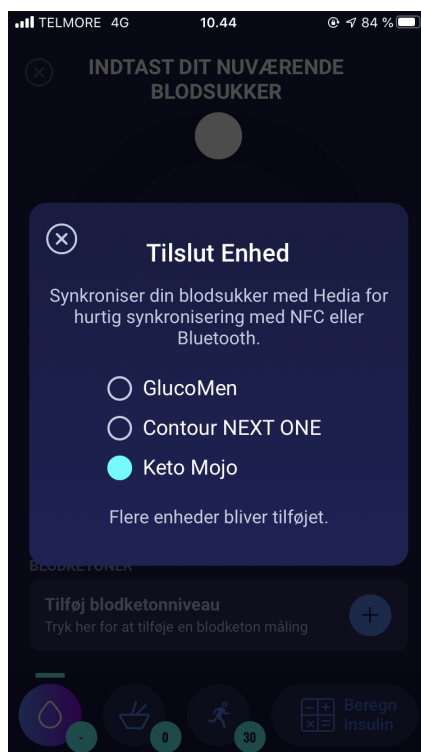 TELMORE 4G 10.44 84 %
INDTAST DIT NUVÆRENDE
BLODSUKKER
Tilslut Enhed
Synkroniser din blodsukker med Hedia for
hurtig synkronisering med NFC eller
Bluetooth.
GlucoMen
Contour NEXT ONE
Keto Mojo
Flere enheder bliver tilføjet.
BLODKETONER
Tilføj blodketonniveau
Tryk her for at tilføje en blodketon måling
Beregn
Insulin
- 0 30